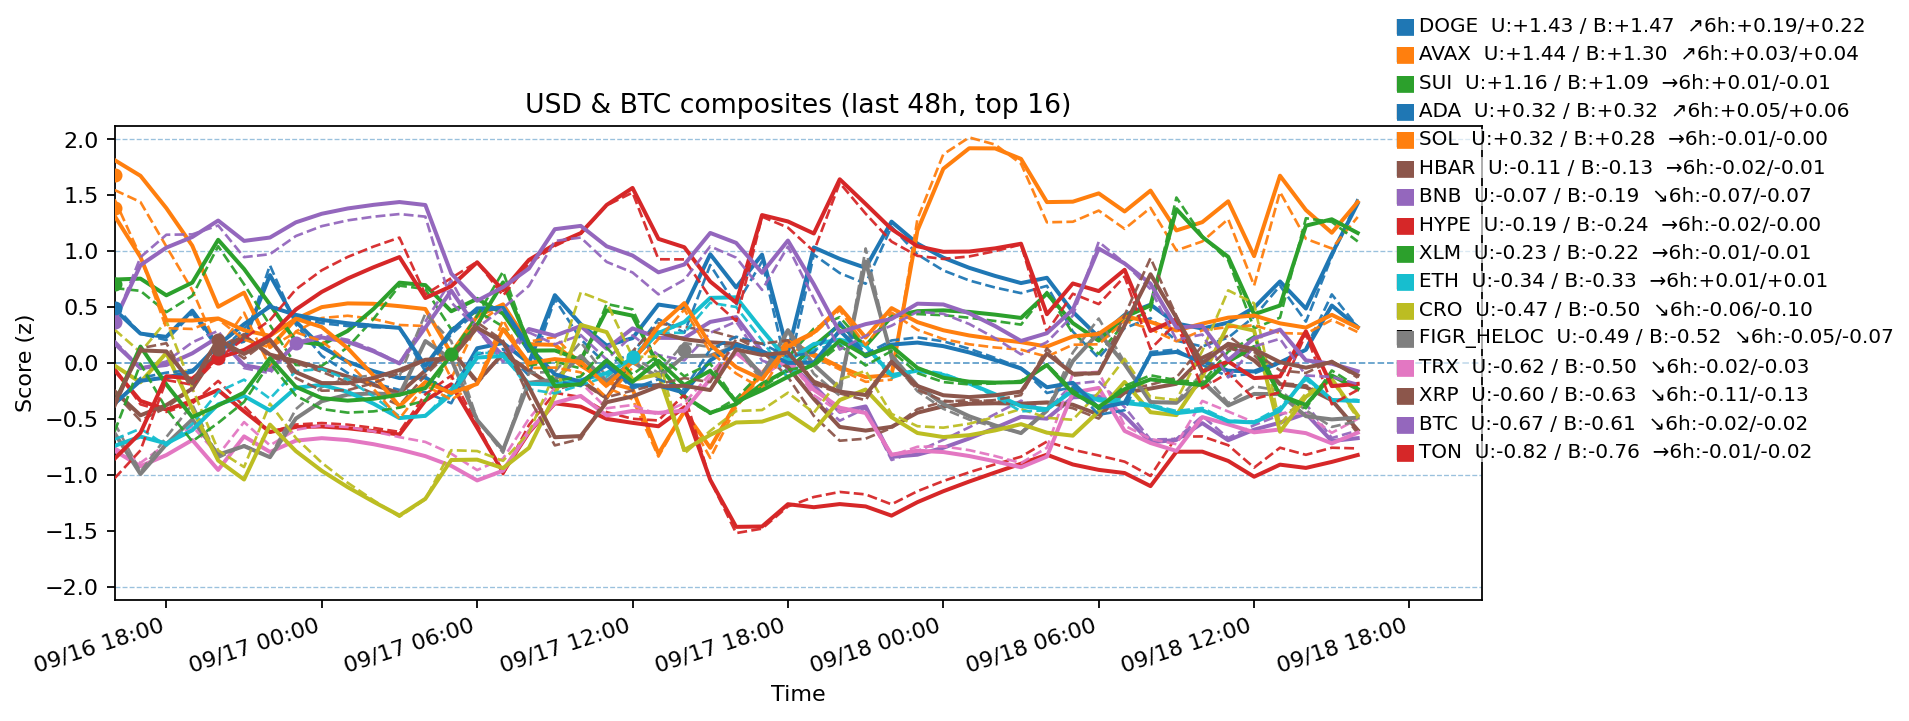 DOGE U:+1.43 / B:+1.47 ↗6h:+0.19/+0.22
AVAX U:+1.44 / B:+1.30 ↗6h:+0.03/+0.04
SUI U:+1.16 / B:+1.09 →6h:+0.01/-0.01
ADA U:+0.32 / B:+0.32 ↗6h:+0.05/+0.06
SOL U:+0.32 / B:+0.28 →6h:-0.01/-0.00
HBAR U:-0.11 / B:-0.13 →6h:-0.02/-0.01
BNB U:-0.07 / B:-0.19 ↘6h:-0.07/-0.07
HYPE U:-0.19 / B:-0.24 →6h:-0.02/-0.00
XLM U:-0.23 / B:-0.22 →6h:-0.01/-0.01
ETH U:-0.34 / B:-0.33 →6h:+0.01/+0.01
CRO U:-0.47 / B:-0.50 ↘6h:-0.06/-0.10
FIGR_HELOC U:-0.49 / B:-0.52 ↘6h:-0.05/-0.07
TRX U:-0.62 / B:-0.50 ↘6h:-0.02/-0.03
XRP U:-0.60 / B:-0.63 ↘6h:-0.11/-0.13
BTC U:-0.67 / B:-0.61 ↘6h:-0.02/-0.02
TON U:-0.82 / B:-0.76 →6h:-0.01/-0.02
USD & BTC composites (last 48h, top 16)
Score (z)
2.0
1.5
1.0
0.5
0.0
−0.5
−1.0
−1.5
−2.0
09/16 18:00
09/17 00:00
09/17 06:00
09/17 12:00
09/17 18:00
09/18 00:00
09/18 06:00
09/18 12:00
09/18 18:00
Time